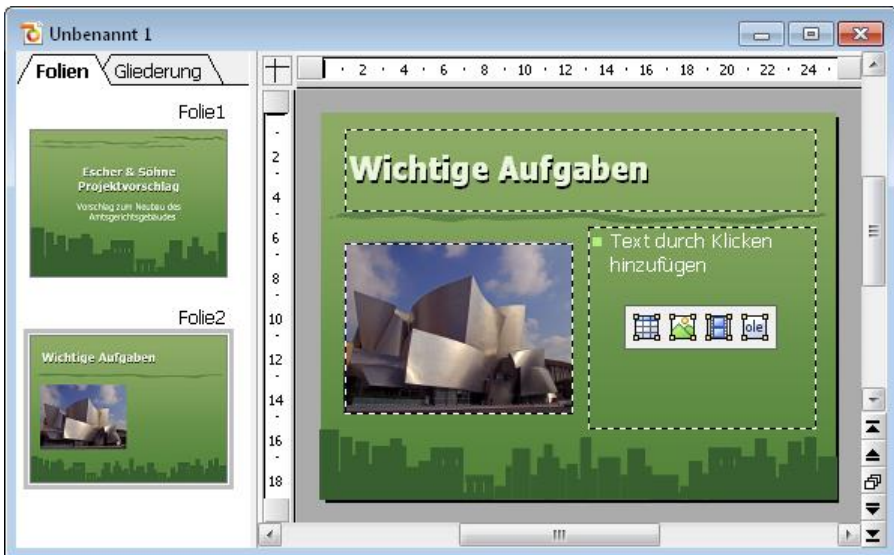 Unbenannt 1
Folien Gliederung
Folie1
Escher & Söhne
Projektvorschlag
Vorschlag zum Neubau des
Amtsgerichtsgebäudes
Folie2
Wichtige Aufgaben
2 4 6 8 10 12 14 16 18 20 22 24
2
4
6
8
10
12
14
16
18
Wichtige Aufgaben
Text durch Klicken
hinzufügen
ole